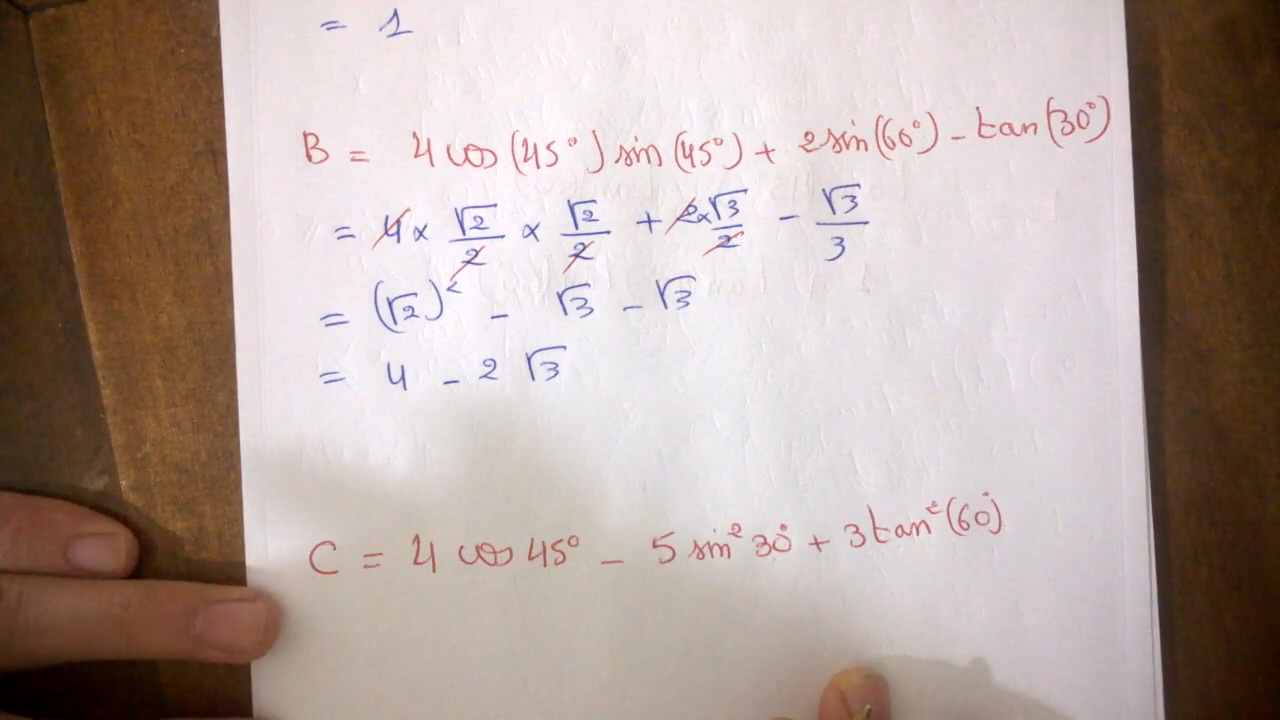 = 1
B = 4 cos (45°) sin (45°) + 2 sin (60°) - tan (30°)
= 4 × √2/2 × √2/2 + 2 × √3/2 - √3/3
= (√2)² - √3 - √3
= 4 - 2 √3
C = 4 cos 45° - 5 sin² 30° + 3 tan² (60°)